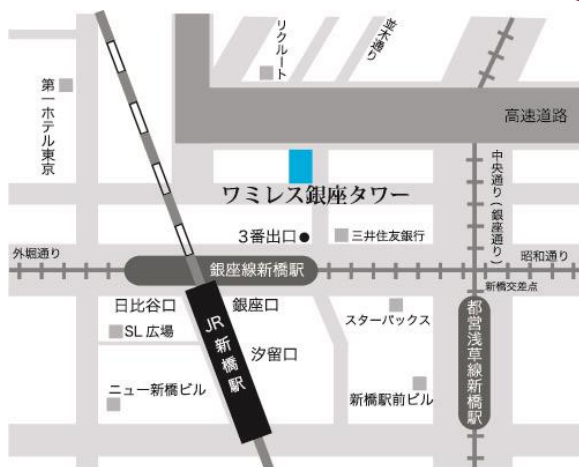 リクルート
並木通り
第一ホテル東京
高速道路
中央通り(銀座通り)
ワミレス銀座タワー
3番出口
三井住友銀行
外堀通り
昭和通り
銀座線新橋駅
新橋交差点
日比谷口
銀座口
スターバックス
SL 広場
JR新橋駅
汐留口
都営浅草線新橋駅
ニュー新橋ビル
新橋駅前ビル